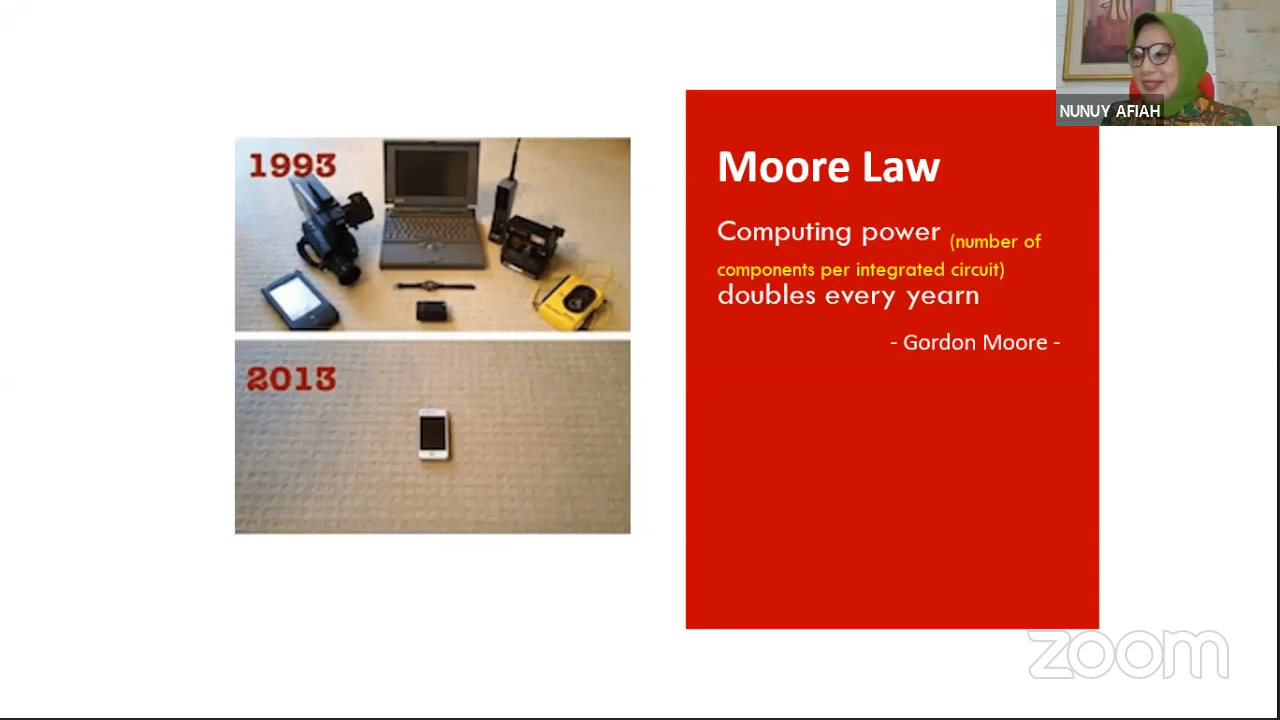 NUNUY AFIAH
1993
Moore Law
Computing power (number of
components per integrated circuit)
doubles every yearn
- Gordon Moore -
2013
zoom